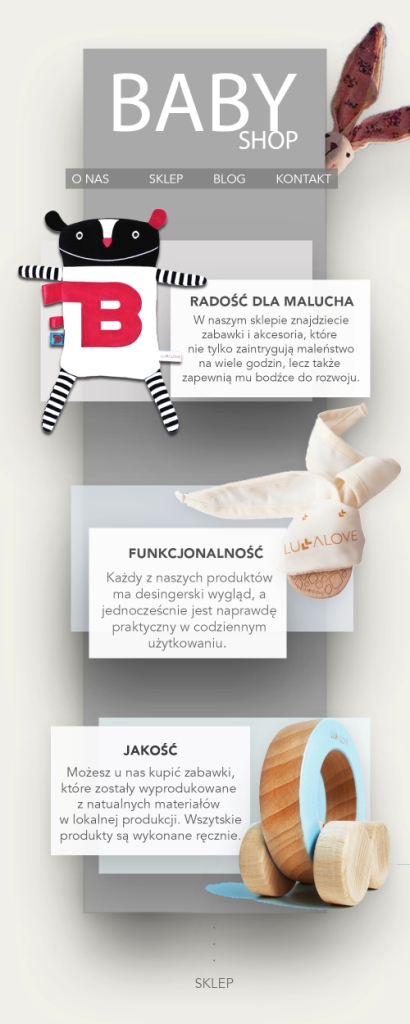 BABY
SHOP
O NAS SKLEP BLOG KONTAKT
B
RADOŚĆ DLA MALUCHA
W naszym sklepie znajdziecie
zabawki i akcesoria, które
nie tylko zaintrygują maleństwo
na wiele godzin, lecz także
zapewnią mu bodźce do rozwoju.
LULLALOVE
FUNKCJONALNOŚĆ
Każdy z naszych produktów
ma desingerski wygląd, a
jednocześcnie jest naprawdę
praktyczny w codziennym
użytkowaniu.
JAKOŚĆ
Możesz u nas kupić zabawki,
które zostały wyprodukowane
z natualnych materiałów
w lokalnej produkcji. Wszytskie
produkty są wykonane ręcznie.
SKLEP